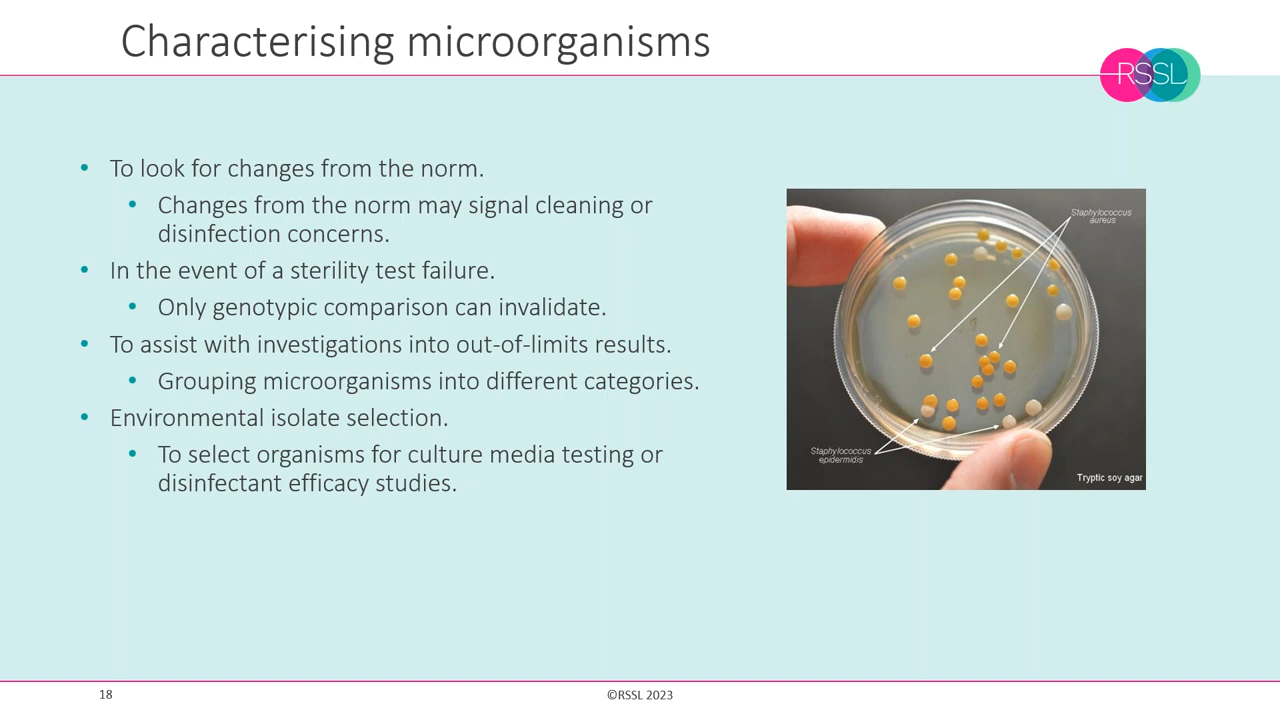 Characterising microorganisms
RSSL
• To look for changes from the norm.
• Changes from the norm may signal cleaning or
disinfection concerns.
• In the event of a sterility test failure.
• Only genotypic comparison can invalidate.
• To assist with investigations into out-of-limits results.
• Grouping microorganisms into different categories.
• Environmental isolate selection.
• To select organisms for culture media testing or
disinfectant efficacy studies.
Staphylococcus
aureus
Staphylococcus
epidermidis
Tryptic soy agar
18
©RSSL 2023